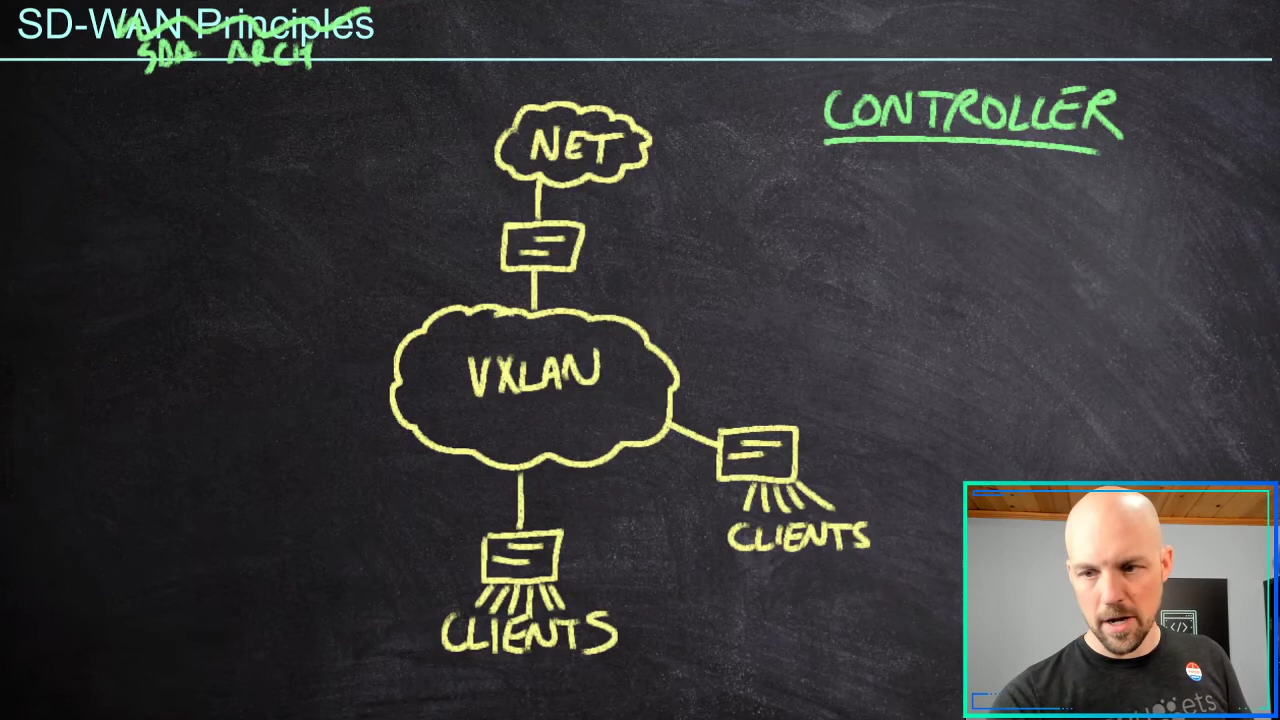 SD-WAN Principles
SDA ARCH
CONTROLLER
NET
VXLAN
CLIENTS
CLIENTS
</>